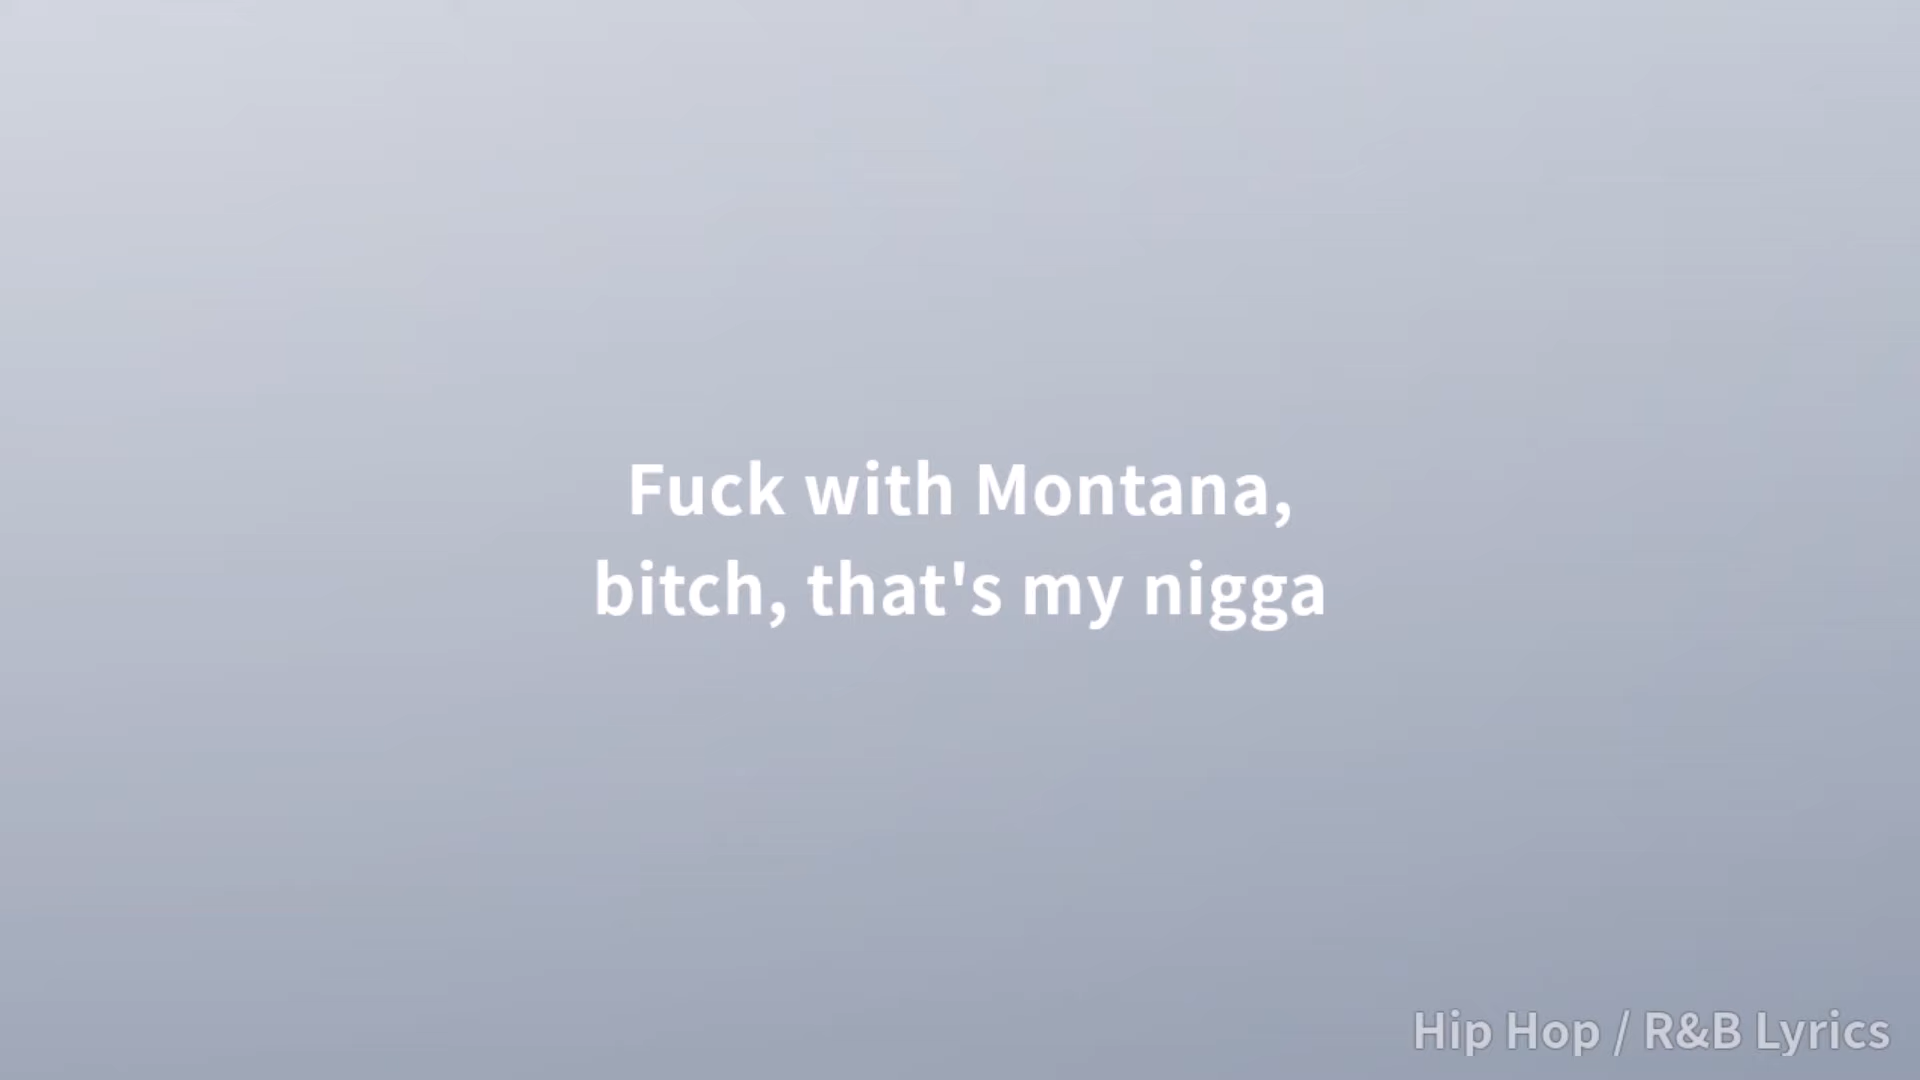 Fuck with Montana,
bitch, that's my nigga
Hip Hop / R&B Lyrics